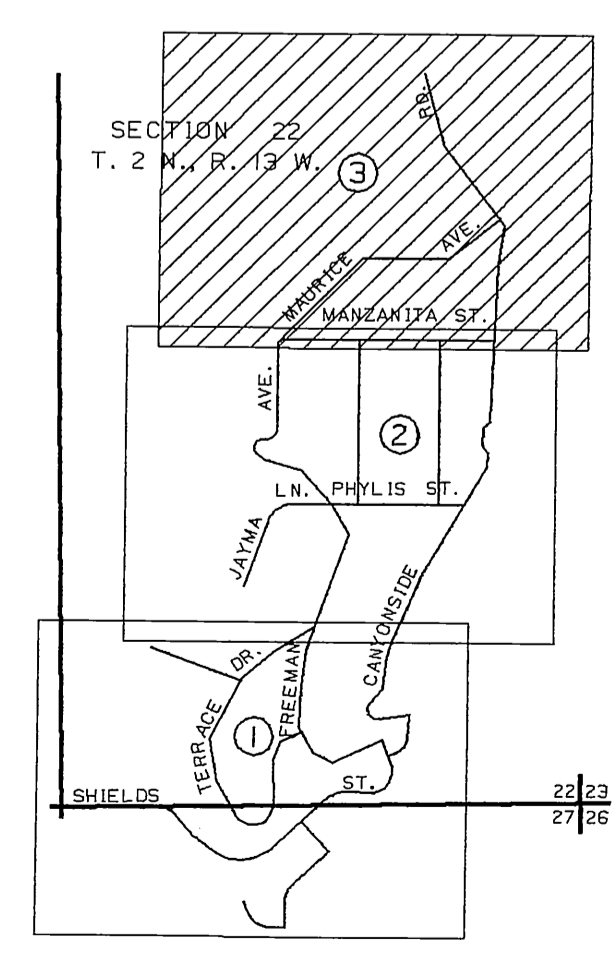 RD.
SECTION 22
T. 2 N., R. 13 W.
3
AVE.
MAURICE
MANZANITA ST.
AVE.
2
LN. PHYLIS ST.
JAYMA
CANYONSIDE
DR.
FREEMAN
TERRACE
1
ST.
SHIELDS
22 23
27 26